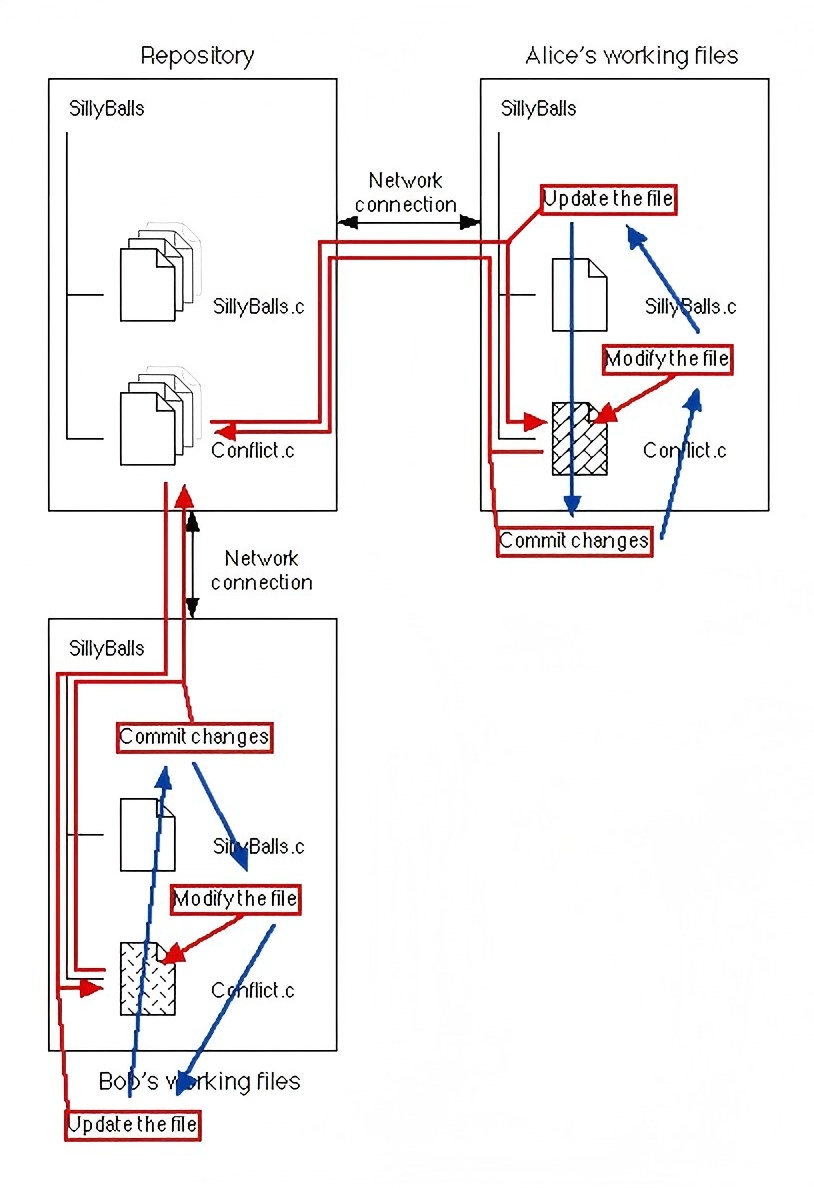 Repository
Alice's working files
SillyBalls
SillyBalls
Network
connection
Update the file
SillyBalls.c
SillyBalls.c
Modify the file
Conflict.c
Conflict.c
Commit changes
Network
connection
SillyBalls
Commit changes
SillyBalls.c
Modify the file
Conflict.c
Bob's working files
Update the file